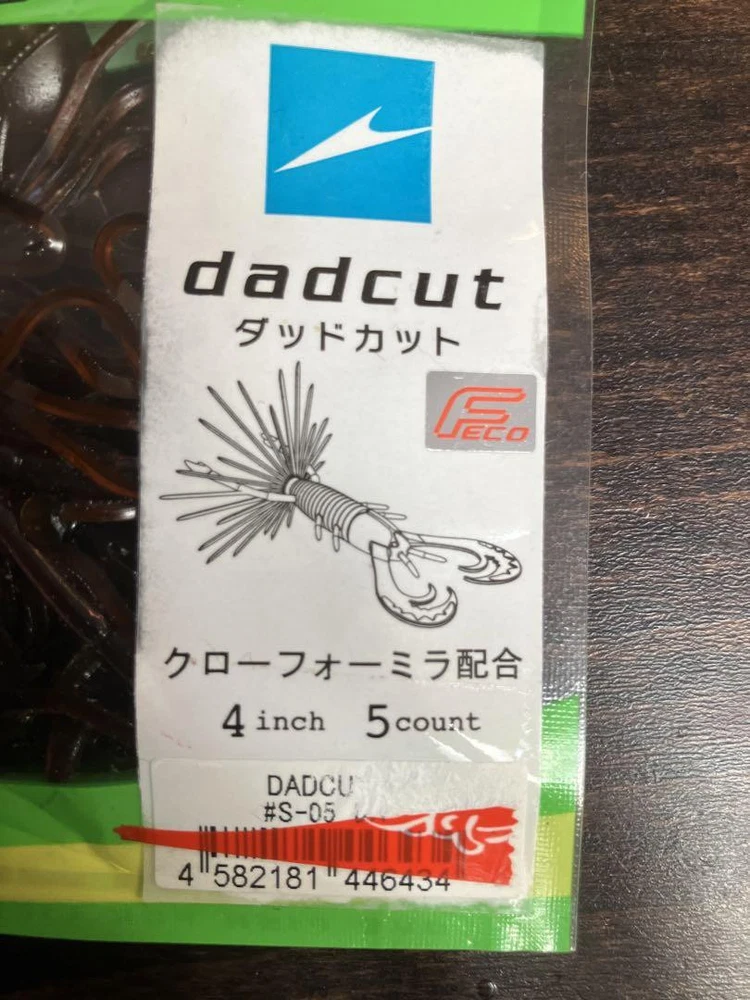 dadcut
ダッドカット
FECO
クローフォーミラ配合
4 inch 5 count
DADCU
#S-05
4 582181 446434